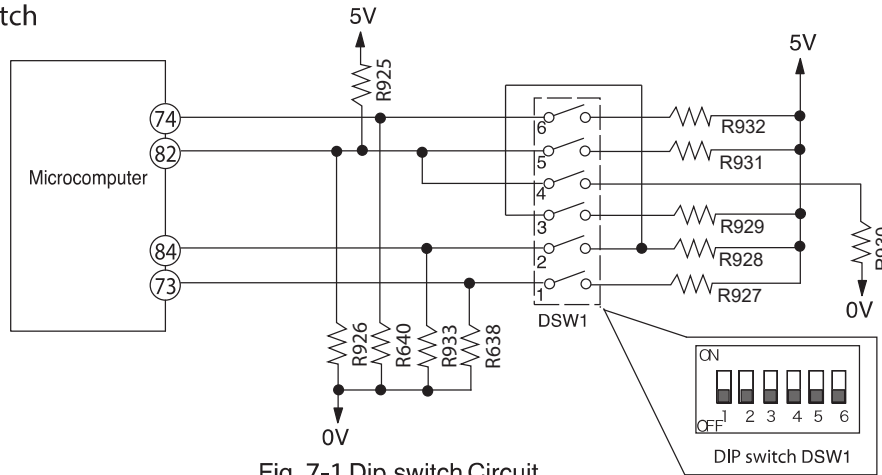 tch
5V
R925
5V
74
82
Microcomputer
84
73
6
5
4
3
2
1
R932
R931
R929
R928
R927
DSW1
0V
R926
R640
R933
R638
0V
ON
OFF
1 2 3 4 5 6
DIP switch DSW1
Fig. 7-1 Dip switch Circuit